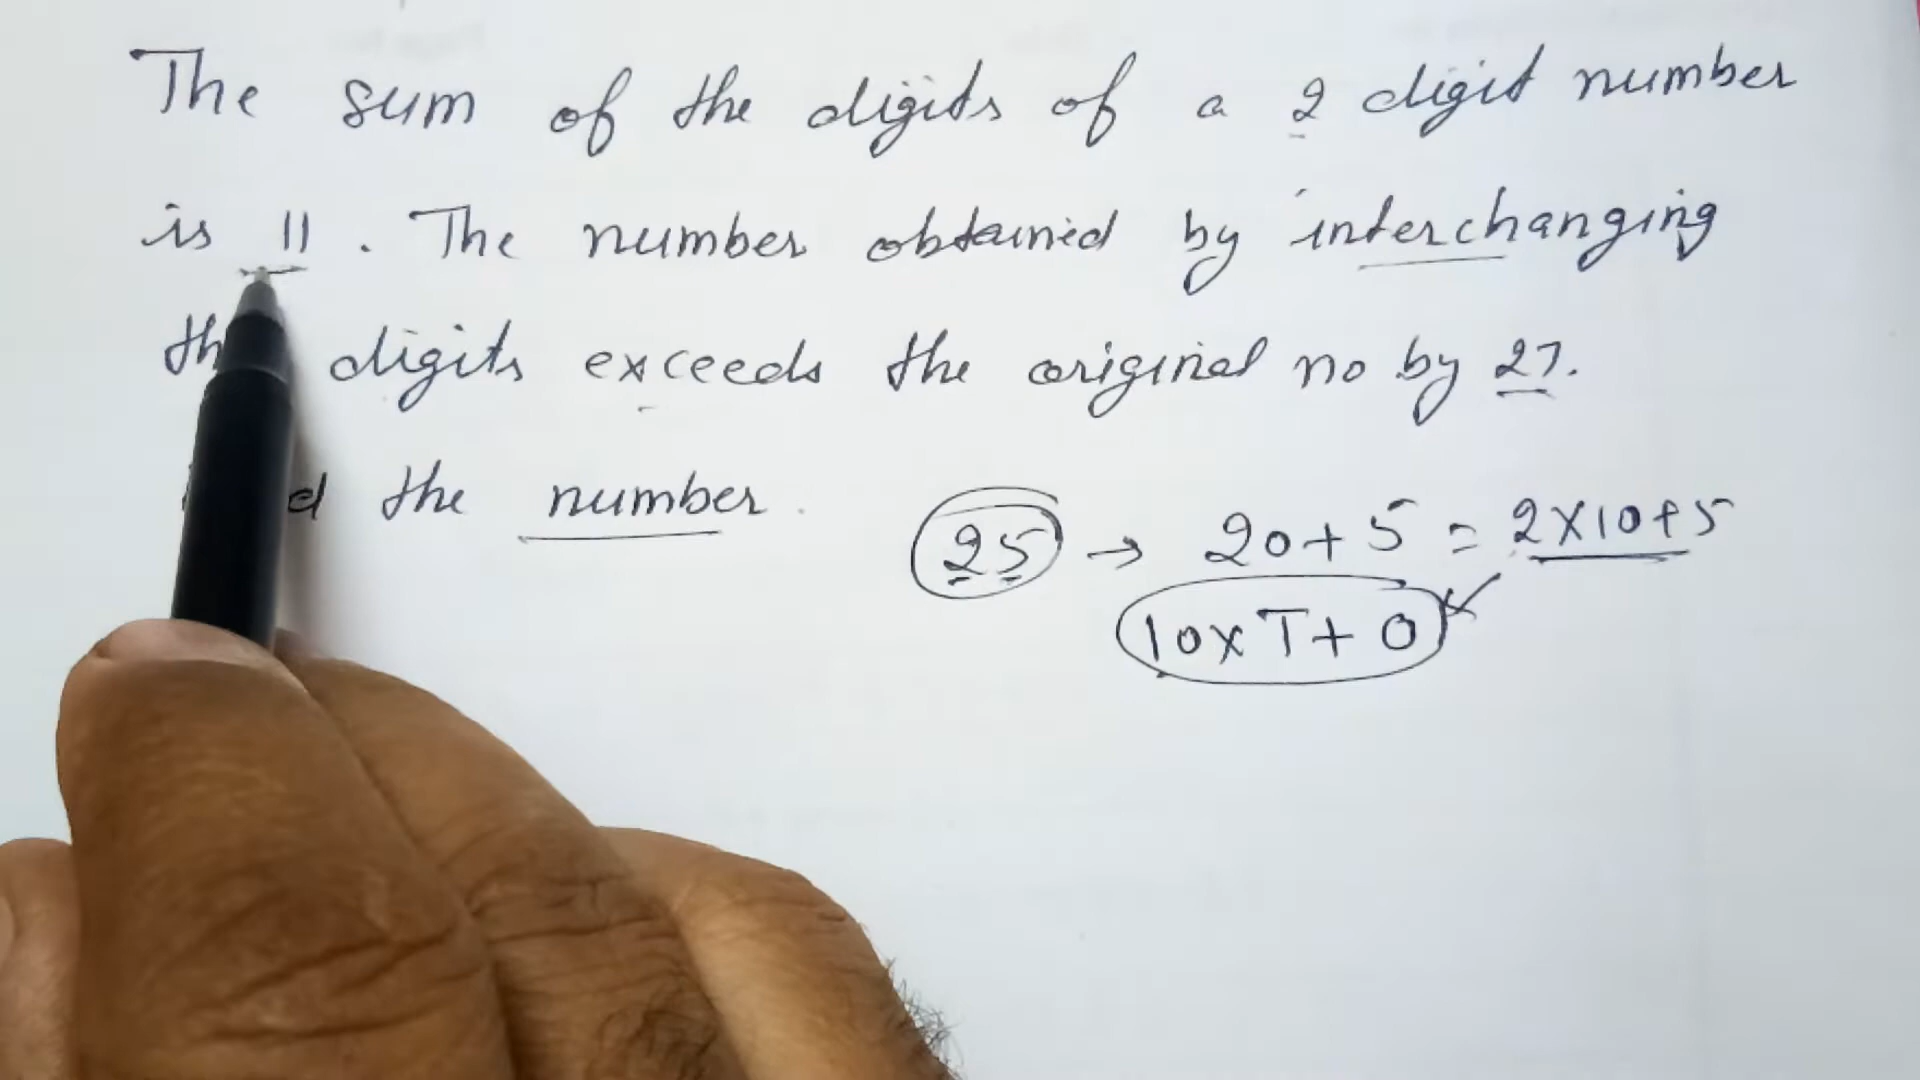 The sum of the digits of a 2 digit number
is 11. The number obtained by interchanging
digits exceeds the original no by 27.
the number.
25 → 20+5 = 2×10+5
10×T+O